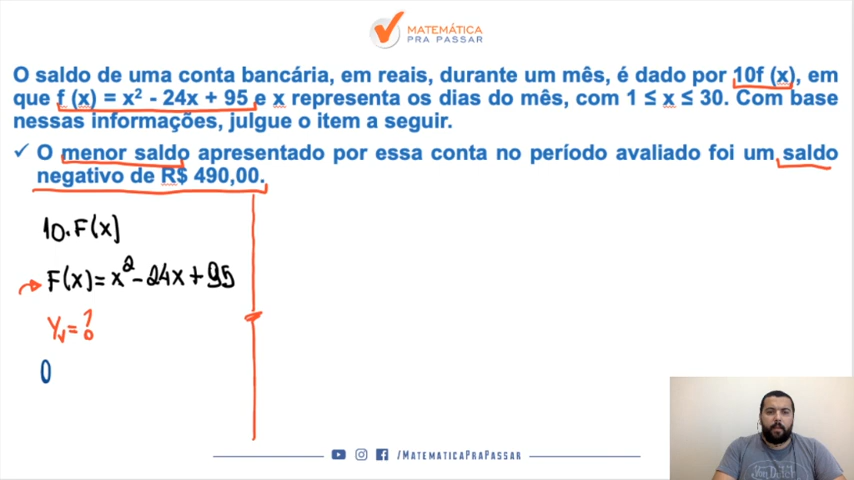 MATEMÁTICA
PRA PASSAR
O saldo de uma conta bancária, em reais, durante um mês, é dado por 10f (x), em
que f (x) = x² - 24x + 95 e x representa os dias do mês, com 1 ≤ x ≤ 30. Com base
nessas informações, julgue o item a seguir.
✓ O menor saldo apresentado por essa conta no período avaliado foi um saldo
negativo de R$ 490,00.
10.F(x)
F(x)=x²-24x+95
Yv=?
0
/MatematicaPraPassar